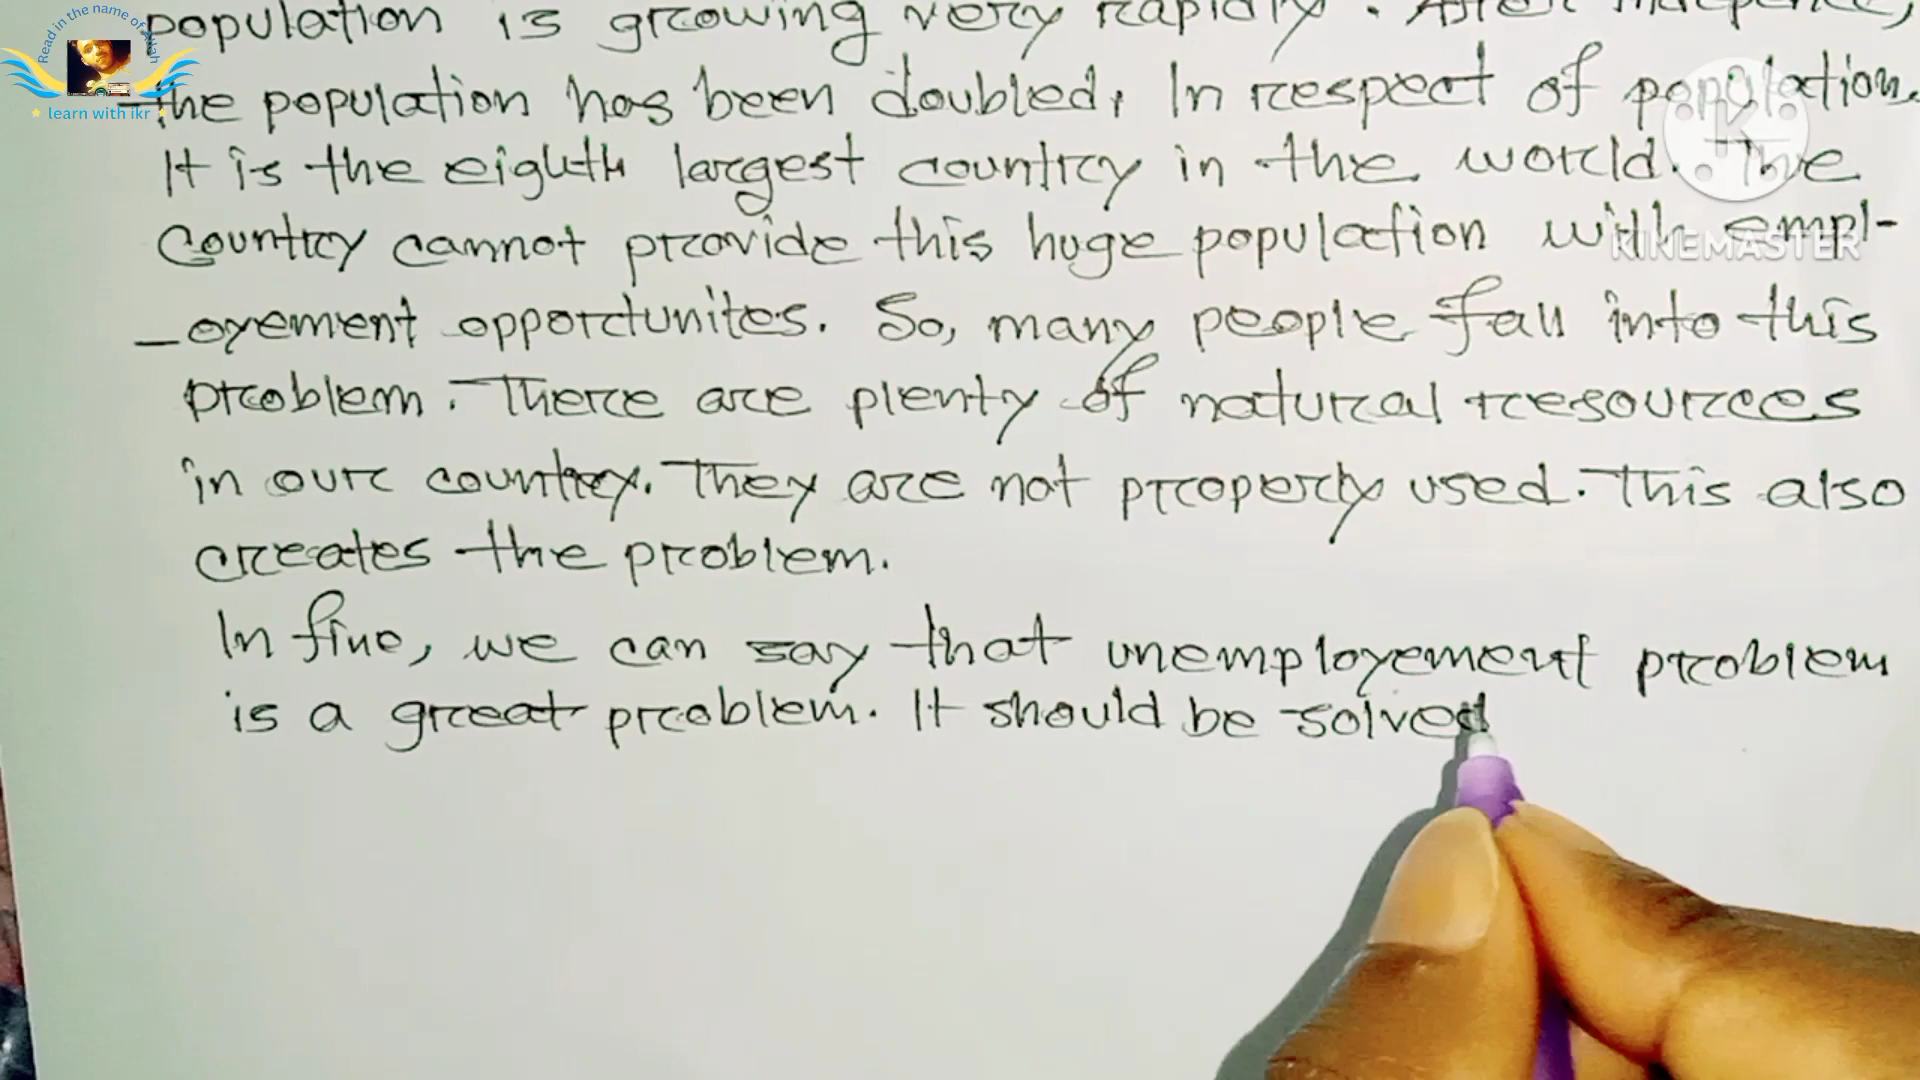 Read in the name of Allah
learn with ikr
population is growing very rapidly. After
the population has been doubled, In respect of population.
It is the eighth largest country in the world. The
Country cannot provide this huge population with empl-
-oyement opportunites. So, many people fall into this
problem. There are plenty of natural resources
in our country. They are not property used. This also
creates the problem.
In fine, we can say that unemployement problem
is a great problem. It should be solved
KINEMASTER